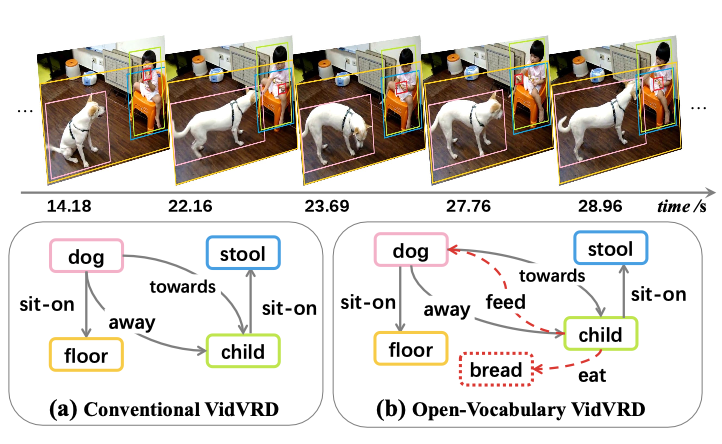 ...
...
14.18
22.16
23.69
27.76
28.96
time /s
dog
stool
towards
sit-on
sit-on
away
floor
child
(a) Conventional VidVRD
dog
stool
towards
sit-on
feed
sit-on
away
floor
child
bread
eat
(b) Open-Vocabulary VidVRD